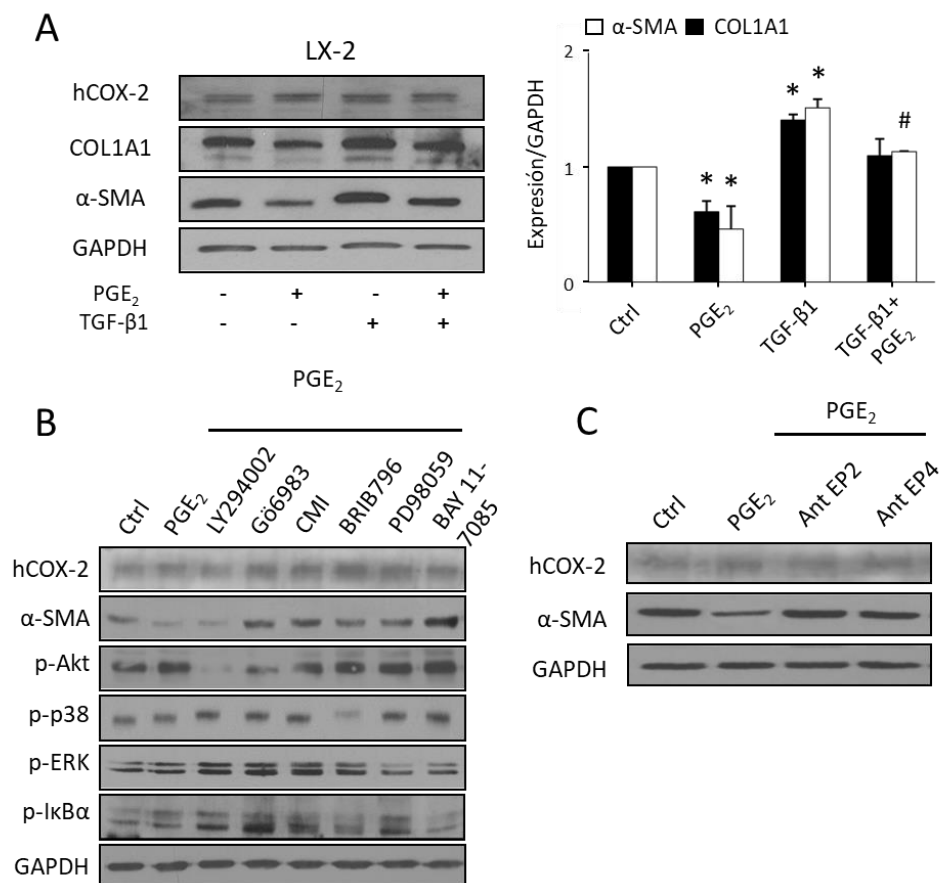 A
LX-2
hCOX-2
COL1A1
α-SMA
GAPDH
PGE₂ - + - +
TGF-β1 - - + +
α-SMA COL1A1
Expresión/GAPDH
2
1
0
* * * * #
Ctrl
PGE₂
TGF-β1
TGF-β1+
PGE₂
B
PGE₂
Ctrl
PGE₂
LY294002
Gö6983
CMI
BRIB796
PD98059
BAY 11-
7085
hCOX-2
α-SMA
p-Akt
p-p38
p-ERK
p-IκBα
GAPDH
C
PGE₂
Ctrl
PGE₂
Ant EP2
Ant EP4
hCOX-2
α-SMA
GAPDH